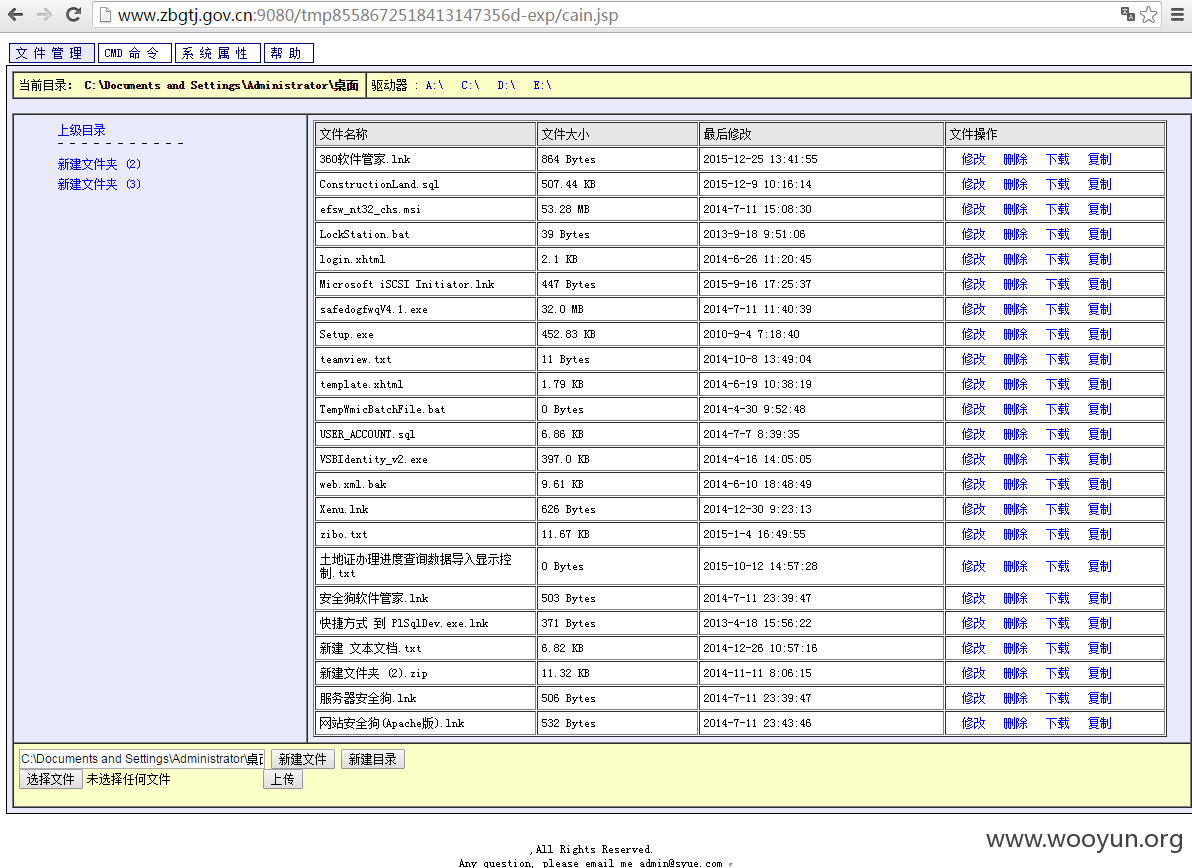 www.zbgtj.gov.cn:9080/tmp8558672518413147356d-exp/cain.jsp
文件管理 CMD 命令 系统属性 帮助
当前目录: C:\Documents and Settings\Administrator\桌面 驱动器 : A:\ C:\ D:\ E:\
上级目录
- - - - - - - - - - -
新建文件夹 (2)
新建文件夹 (3)
文件名称 文件大小 最后修改 文件操作
360软件管家.lnk 864 Bytes 2015-12-25 13:41:55 修改 删除 下载 复制
ConstructionLand.sql 507.44 KB 2015-12-9 10:16:14 修改 删除 下载 复制
efsw_nt32_chs.msi 53.28 MB 2014-7-11 15:08:30 修改 删除 下载 复制
LockStation.bat 39 Bytes 2013-9-18 9:51:06 修改 删除 下载 复制
login.xhtml 2.1 KB 2014-6-26 11:20:45 修改 删除 下载 复制
Microsoft iSCSI Initiator.lnk 447 Bytes 2015-9-16 17:25:37 修改 删除 下载 复制
safedogfwqV4.1.exe 32.0 MB 2014-7-11 11:40:39 修改 删除 下载 复制
Setup.exe 452.83 KB 2010-9-4 7:18:40 修改 删除 下载 复制
teamview.txt 11 Bytes 2014-10-8 13:49:04 修改 删除 下载 复制
template.xhtml 1.79 KB 2014-6-19 10:38:19 修改 删除 下载 复制
TempWmicBatchFile.bat 0 Bytes 2014-4-30 9:52:48 修改 删除 下载 复制
USER_ACCOUNT.sql 6.86 KB 2014-7-7 8:39:35 修改 删除 下载 复制
VSBIdentity_v2.exe 397.0 KB 2014-4-16 14:05:05 修改 删除 下载 复制
web.xml.bak 9.61 KB 2014-6-10 18:48:49 修改 删除 下载 复制
Xenu.lnk 626 Bytes 2014-12-30 9:23:13 修改 删除 下载 复制
zibo.txt 11.67 KB 2015-1-4 16:49:55 修改 删除 下载 复制
土地证办理进度查询数据导入显示控
制.txt 0 Bytes 2015-10-12 14:57:28 修改 删除 下载 复制
安全狗软件管家.lnk 503 Bytes 2014-7-11 23:39:47 修改 删除 下载 复制
快捷方式 到 PlSqlDev.exe.lnk 371 Bytes 2013-4-18 15:56:22 修改 删除 下载 复制
新建 文本文档.txt 6.82 KB 2014-12-26 10:57:16 修改 删除 下载 复制
新建文件夹 (2).zip 11.32 KB 2014-11-11 8:06:15 修改 删除 下载 复制
服务器安全狗.lnk 506 Bytes 2014-7-11 23:39:47 修改 删除 下载 复制
网站安全狗(Apache版).lnk 532 Bytes 2014-7-11 23:43:46 修改 删除 下载 复制
C:\Documents and Settings\Administrator\桌面 新建文件 新建目录
选择文件 未选择任何文件 上传
www.wooyun.org
,All Rights Reserved.
Any question, please email me admin@syue.com